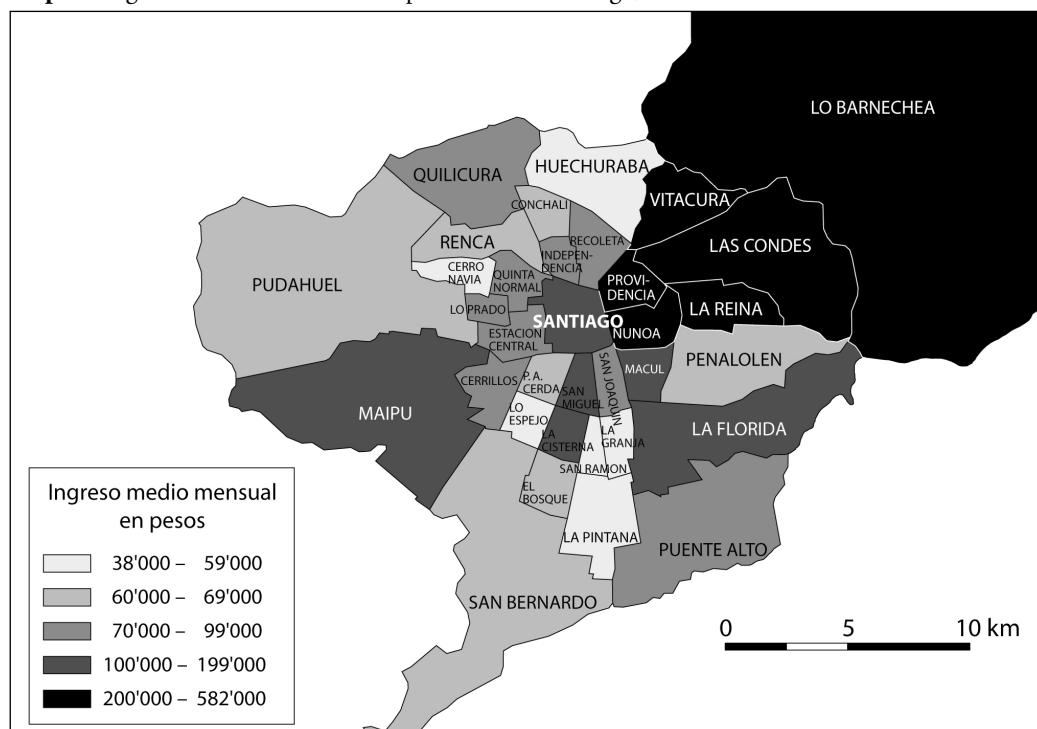 LO BARNECHEA
HUECHURABA
QUILICURA
VITACURA
CONCHALI
RECOLETA
RENCA
INDEPEN-
DENCIA
LAS CONDES
CERRO
NAVIA
QUINTA
NORMAL
PUDAHUEL
PROVI-
DENCIA
LA REINA
LO PRADO
SANTIAGO
NUNOA
ESTACION
CENTRAL
PENALOLEN
MACUL
SAN JOAQUIN
CERRILLOS
P. A.
CERDA
SAN
MIGUEL
MAIPU
LO
ESPEJO
LA FLORIDA
LA
CISTERNA
LA
GRANJA
SAN RAMON
EL
BOSQUE
LA PINTANA
PUENTE ALTO
SAN BERNARDO
Ingreso medio mensual
en pesos
38'000 – 59'000
60'000 – 69'000
70'000 – 99'000
100'000 – 199'000
200'000 – 582'000
0 5 10 km